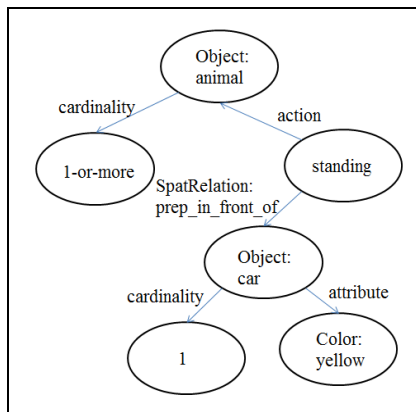 Object:
animal
cardinality
action
1-or-more
standing
SpatRelation:
prep_in_front_of
Object:
car
cardinality
attribute
1
Color:
yellow